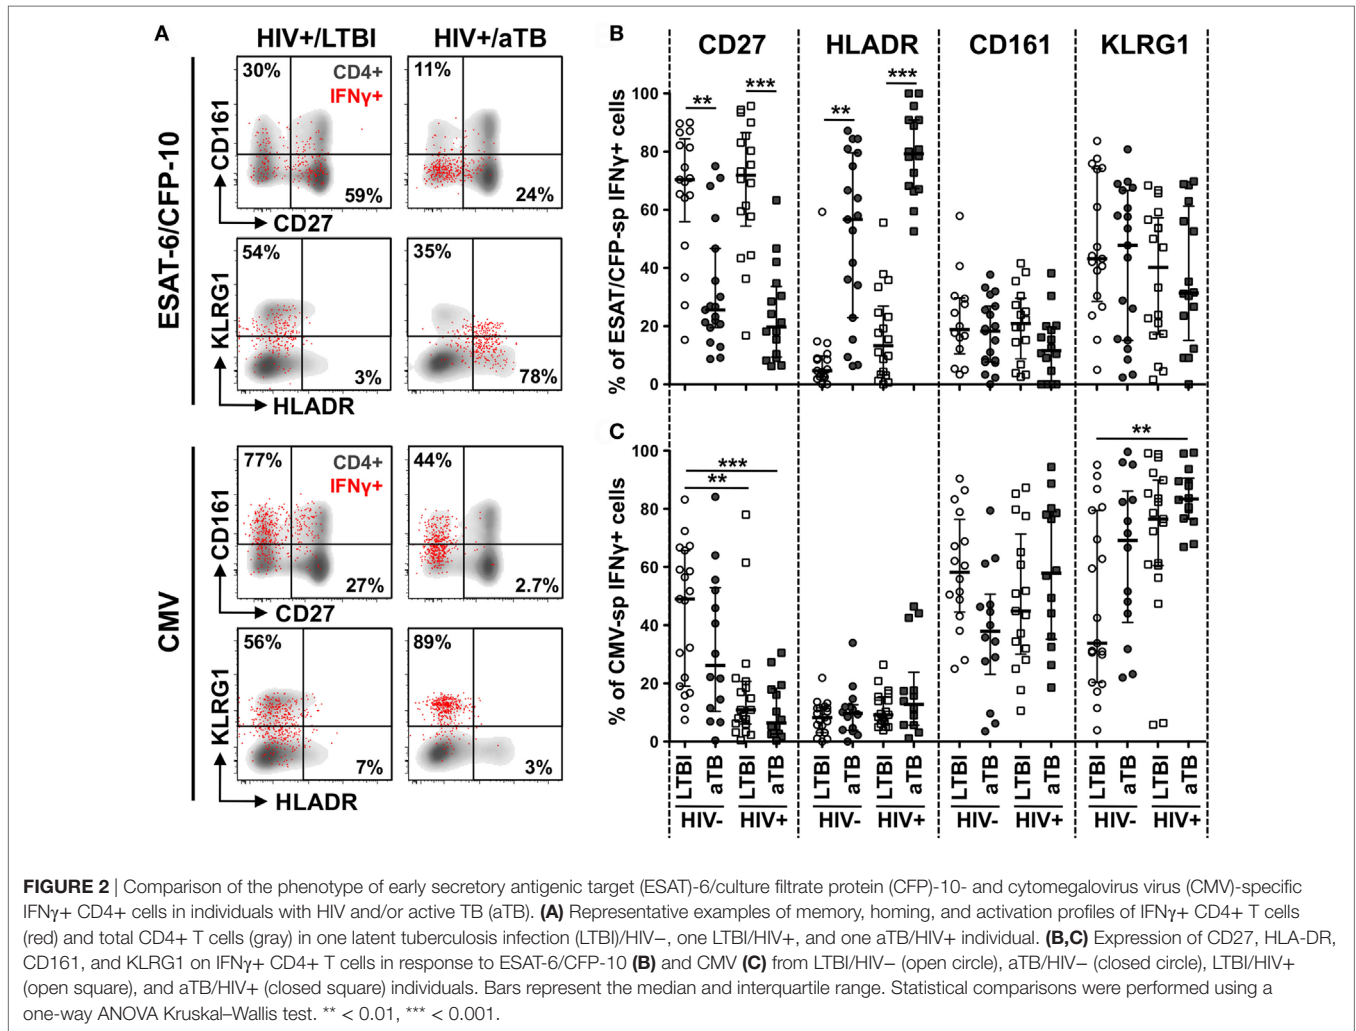 A
HIV+/LTBI
HIV+/aTB
ESAT-6/CFP-10
CD161
30%
CD4+
IFNγ+
59%
11%
24%
CD27
KLRG1
54%
3%
35%
78%
HLADR
CMV
CD161
77%
CD4+
IFNγ+
27%
44%
2.7%
CD27
KLRG1
56%
7%
89%
3%
HLADR
B
CD27
HLADR
CD161
KLRG1
% of ESAT/CFP-sp IFNγ+ cells
100
80
60
40
20
0
**
***
**
***
C
% of CMV-sp IFNγ+ cells
100
80
60
40
20
0
***
**
**
LTBI
aTB
LTBI
aTB
LTBI
aTB
LTBI
aTB
LTBI
aTB
LTBI
aTB
LTBI
aTB
LTBI
aTB
HIV-
HIV+
HIV-
HIV+
HIV-
HIV+
HIV-
HIV+
FIGURE 2 | Comparison of the phenotype of early secretory antigenic target (ESAT)-6/culture filtrate protein (CFP)-10- and cytomegalovirus virus (CMV)-specific
IFNγ+ CD4+ cells in individuals with HIV and/or active TB (aTB). (A) Representative examples of memory, homing, and activation profiles of IFNγ+ CD4+ T cells
(red) and total CD4+ T cells (gray) in one latent tuberculosis infection (LTBI)/HIV−, one LTBI/HIV+, and one aTB/HIV+ individual. (B,C) Expression of CD27, HLA-DR,
CD161, and KLRG1 on IFNγ+ CD4+ T cells in response to ESAT-6/CFP-10 (B) and CMV (C) from LTBI/HIV− (open circle), aTB/HIV− (closed circle), LTBI/HIV+
(open square), and aTB/HIV+ (closed square) individuals. Bars represent the median and interquartile range. Statistical comparisons were performed using a
one-way ANOVA Kruskal–Wallis test. ** < 0.01, *** < 0.001.